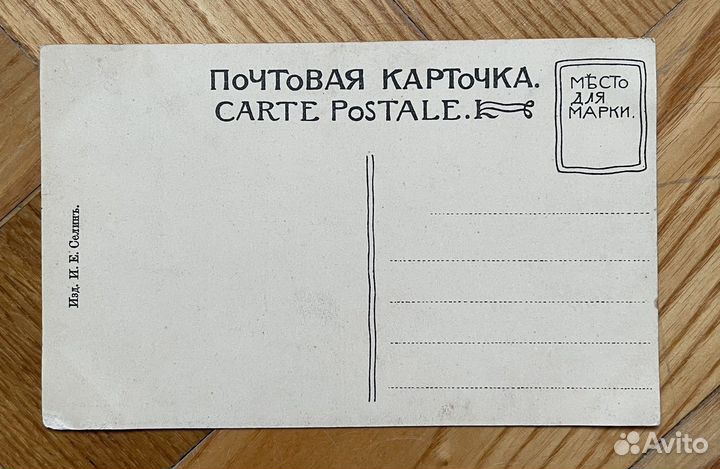 ПОЧТОВАЯ КАРТОЧКА.
CARTE POSTALE.
МѢСТО
ДЛЯ
МАРКИ.
Изд. И. Е. Селинъ.
Avito